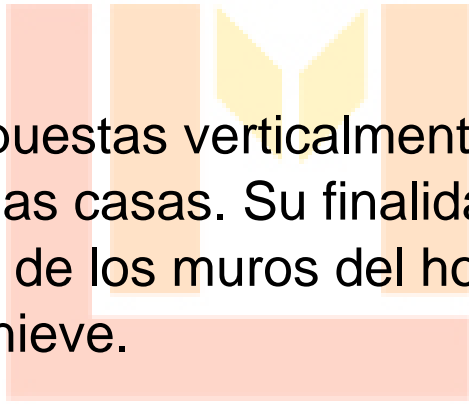 puestas verticalment
as casas. Su finalida
de los muros del ho
nieve.